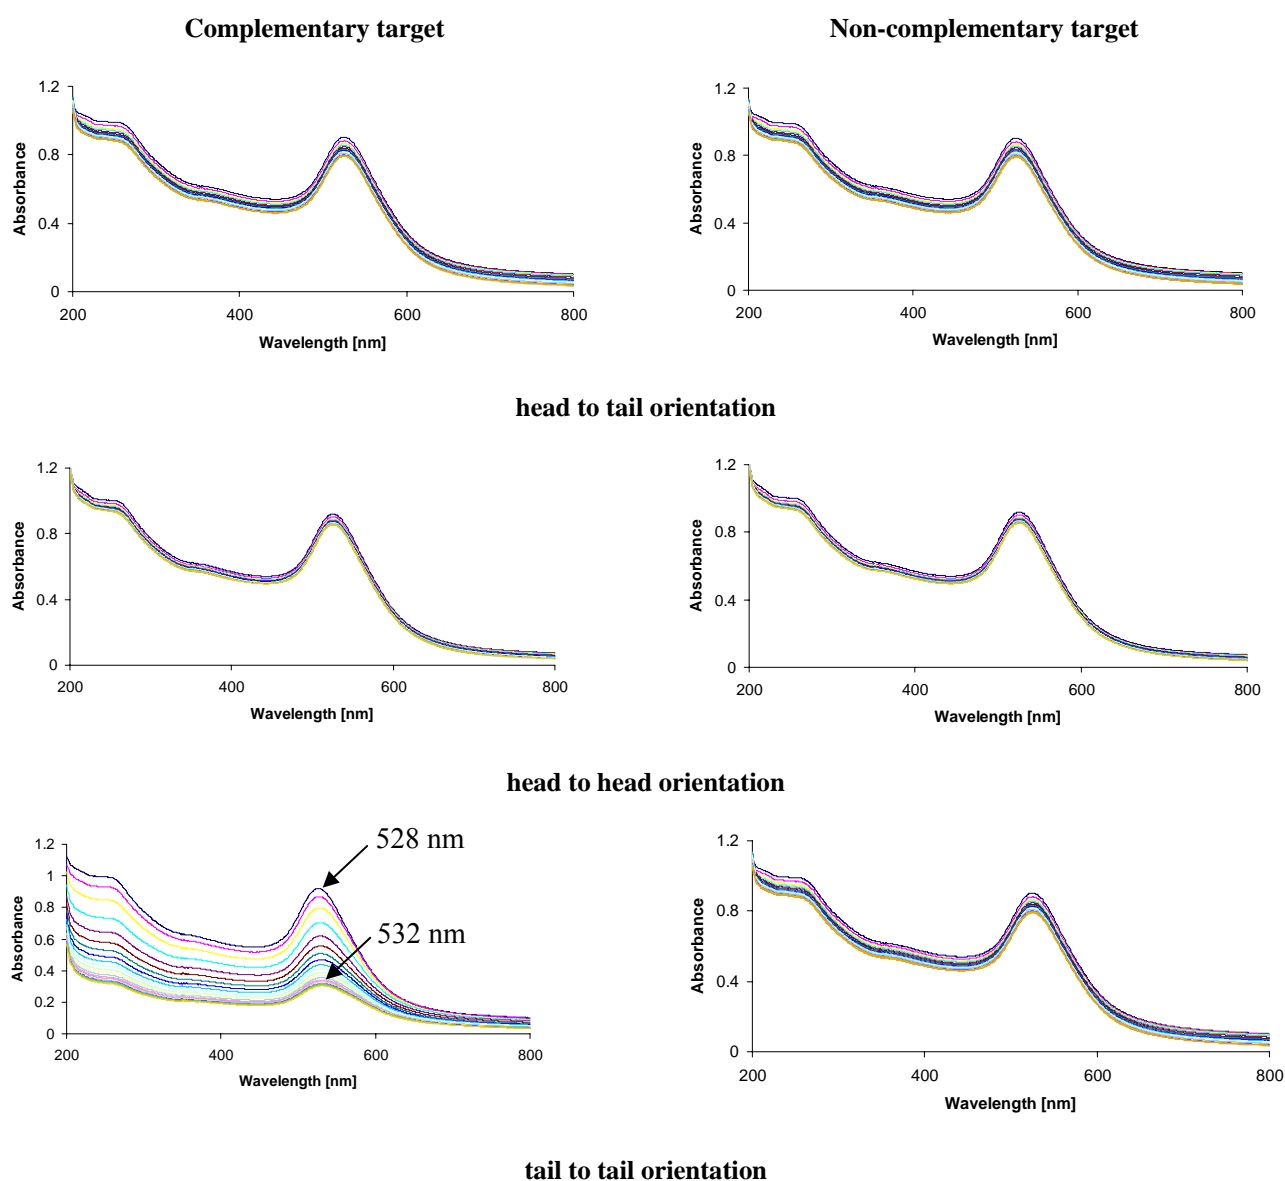 Complementary target
Non-complementary target
1.2
0.8
0.4
0
Absorbance
200
400
600
800
Wavelength [nm]
1.2
0.8
0.4
0
Absorbance
200
400
600
800
Wavelength [nm]
head to tail orientation
1.2
0.8
0.4
0
Absorbance
200
400
600
800
Wavelength [nm]
1.2
0.8
0.4
0
Absorbance
200
400
600
800
Wavelength [nm]
head to head orientation
1.2
1
0.8
0.6
0.4
0.2
0
Absorbance
528 nm
532 nm
200
400
600
800
Wavelength [nm]
1.2
0.8
0.4
0
Absorbance
200
400
600
800
Wavelength [nm]
tail to tail orientation